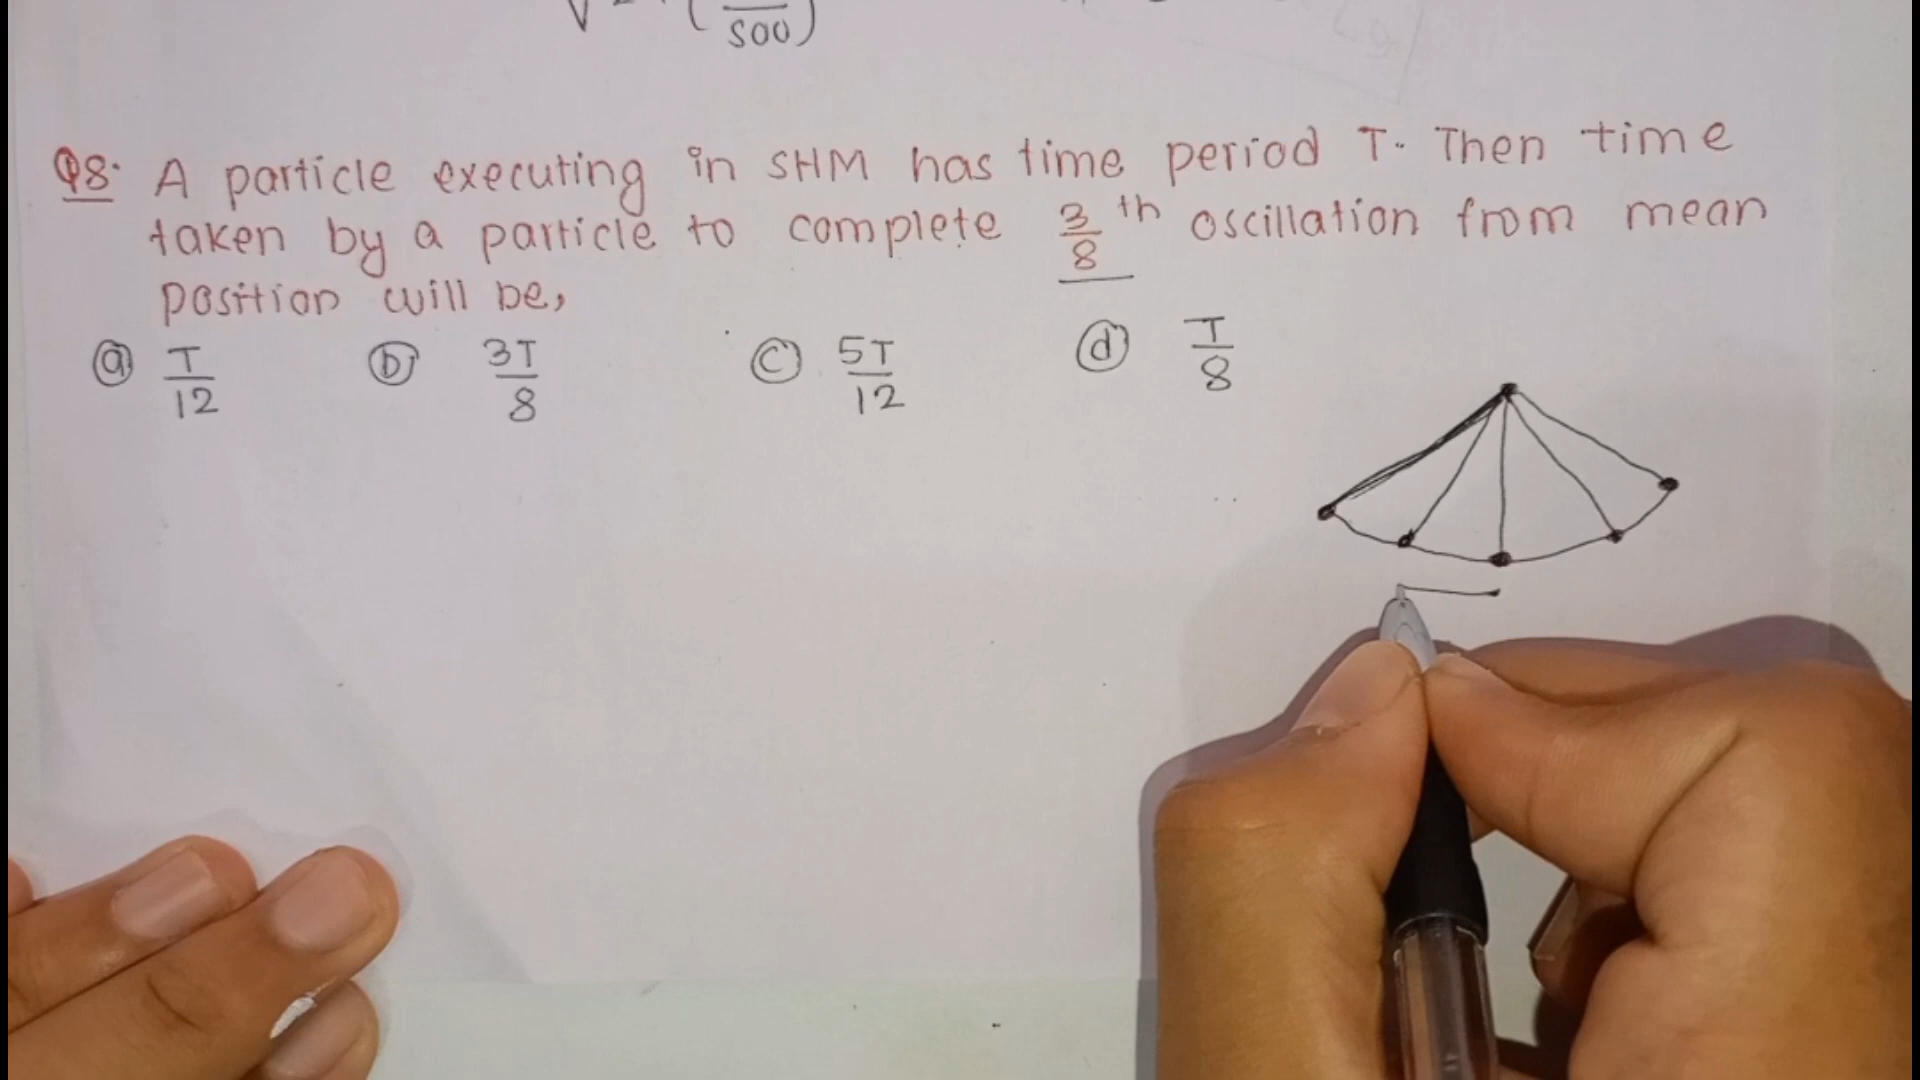 500)
Q8. A particle executing in SHM has time period T. Then time
taken by a particle to complete 3/8 th oscillation from mean
position will be,
(a) T/12 (b) 3T/8 (c) 5T/12 (d) T/8